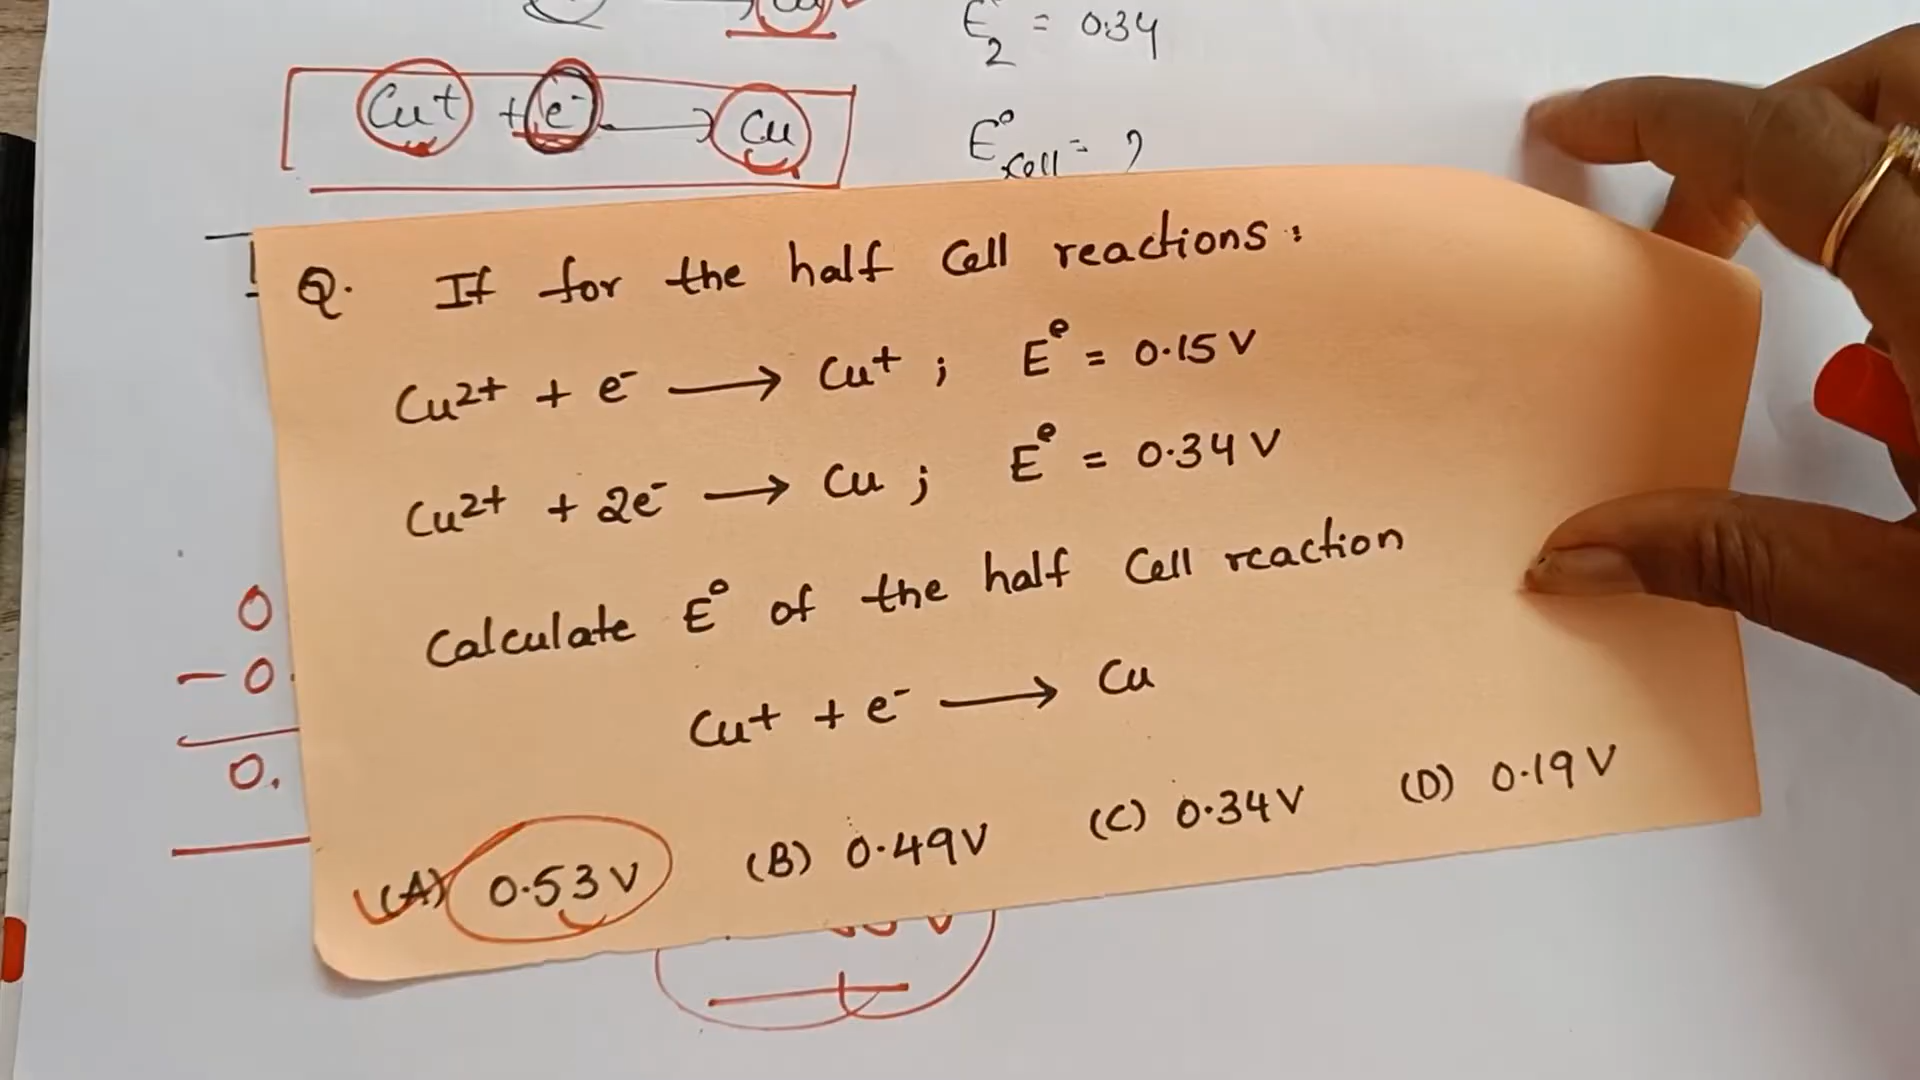 E₂° = 0.34
Cu+ + e⁻ → Cu
E°cell = ?
Q. If for the half Cell reactions:
Cu²⁺ + e⁻ → Cu⁺ ; E° = 0.15 V
Cu²⁺ + 2e⁻ → Cu ; E° = 0.34 V
Calculate E° of the half Cell reaction
Cu+ + e⁻ → Cu
(A) 0.53 V (B) 0.49 V (C) 0.34 V (D) 0.19 V